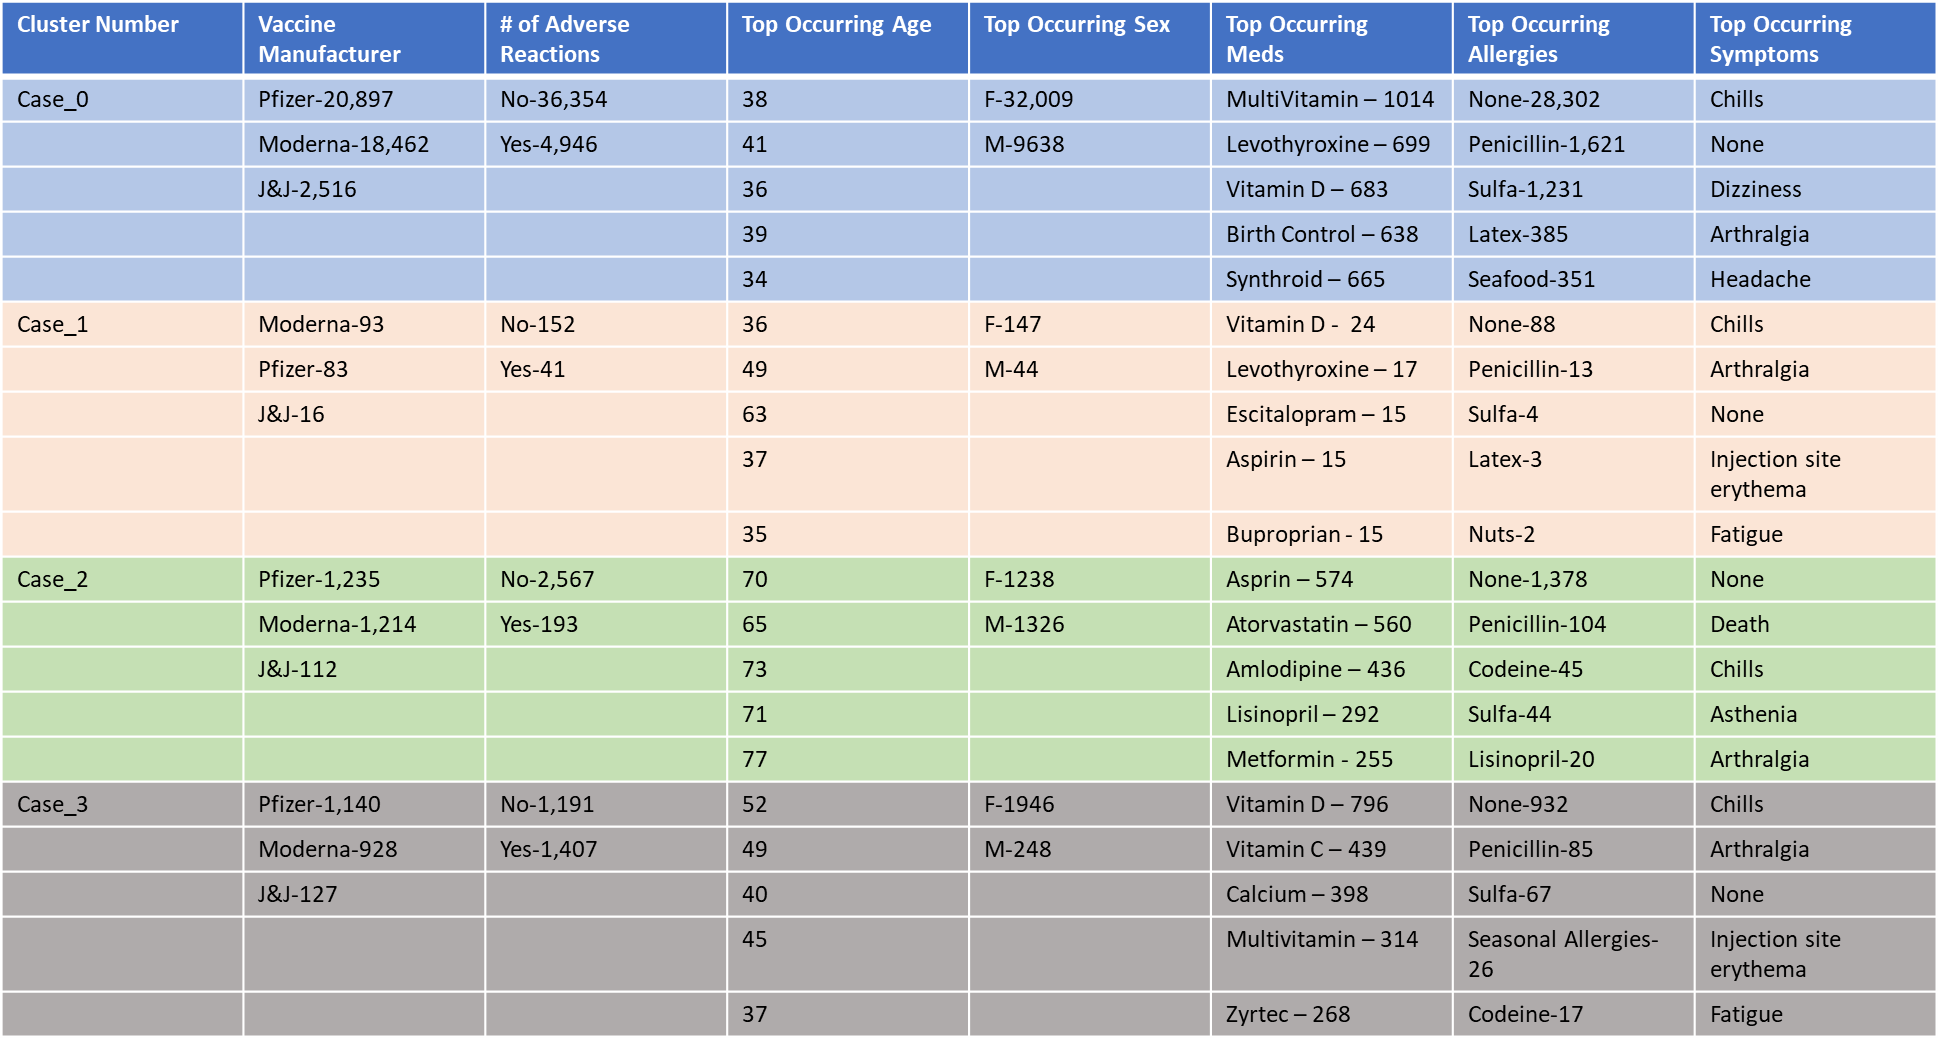 Cluster Number
Vaccine
Manufacturer
# of Adverse
Reactions
Top Occurring Age
Top Occurring Sex
Top Occurring
Meds
Top Occurring
Allergies
Top Occurring
Symptoms
Case_0 Pfizer-20,897 No-36,354 38 F-32,009 MultiVitamin – 1014 None-28,302 Chills
Moderna-18,462 Yes-4,946 41 M-9638 Levothyroxine – 699 Penicillin-1,621 None
J&J-2,516 36 Vitamin D – 683 Sulfa-1,231 Dizziness
39 Birth Control – 638 Latex-385 Arthralgia
34 Synthroid – 665 Seafood-351 Headache
Case_1 Moderna-93 No-152 36 F-147 Vitamin D - 24 None-88 Chills
Pfizer-83 Yes-41 49 M-44 Levothyroxine – 17 Penicillin-13 Arthralgia
J&J-16 63 Escitalopram – 15 Sulfa-4 None
37 Aspirin – 15 Latex-3 Injection site
erythema
35 Buproprian - 15 Nuts-2 Fatigue
Case_2 Pfizer-1,235 No-2,567 70 F-1238 Asprin – 574 None-1,378 None
Moderna-1,214 Yes-193 65 M-1326 Atorvastatin – 560 Penicillin-104 Death
J&J-112 73 Amlodipine – 436 Codeine-45 Chills
71 Lisinopril – 292 Sulfa-44 Asthenia
77 Metformin - 255 Lisinopril-20 Arthralgia
Case_3 Pfizer-1,140 No-1,191 52 F-1946 Vitamin D – 796 None-932 Chills
Moderna-928 Yes-1,407 49 M-248 Vitamin C – 439 Penicillin-85 Arthralgia
J&J-127 40 Calcium – 398 Sulfa-67 None
45 Multivitamin – 314 Seasonal Allergies- Injection site
26 erythema
37 Zyrtec – 268 Codeine-17 Fatigue